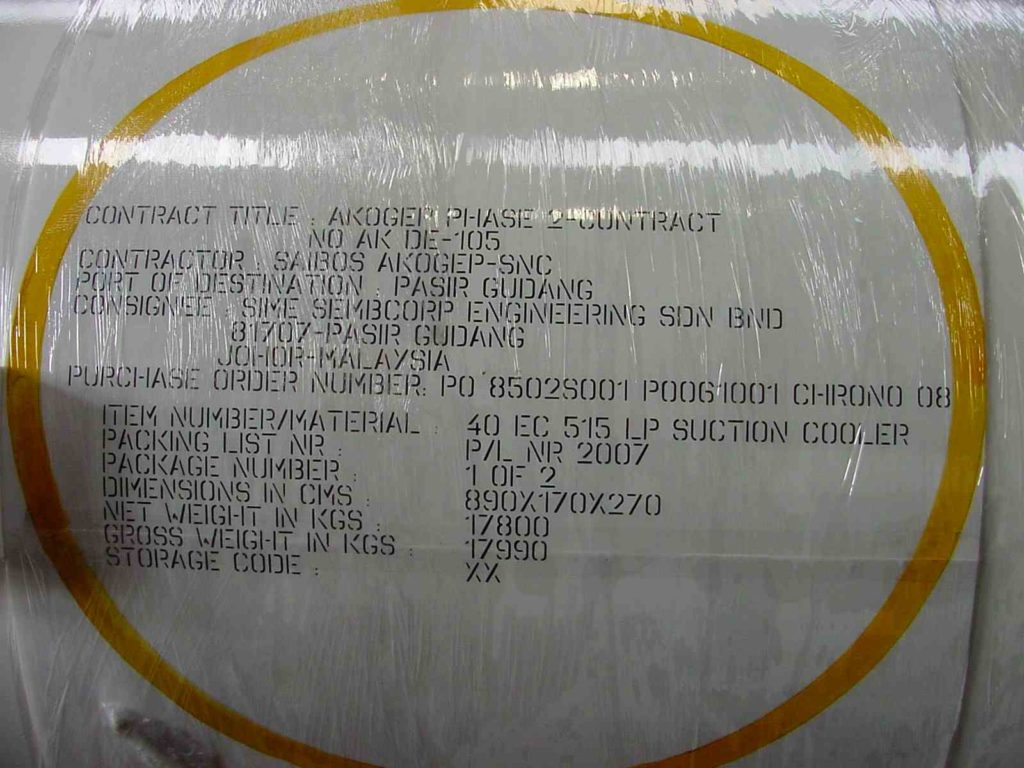 CONTRACT TITLE : AKOGEP PHASE 2-CONTRACT
NO AK DE-105
CONTRACTOR : SAIBOS AKOGEP-SNC
PORT OF DESTINATION : PASIR GUDANG
CONSIGNEE : SIME SEMBCORP ENGINEERING SDN BND
81707-PASIR GUDANG
JOHOR-MALAYSIA
PURCHASE ORDER NUMBER: PO 8502S001 P0061001 CHRONO 08
ITEM NUMBER/MATERIAL : 40 EC 515 LP SUCTION COOLER
PACKING LIST NR : P/L NR 2007
PACKAGE NUMBER : 1 OF 2
DIMENSIONS IN CMS : 890X170X270
NET WEIGHT IN KGS : 17800
GROSS WEIGHT IN KGS : 17990
STORAGE CODE : XX